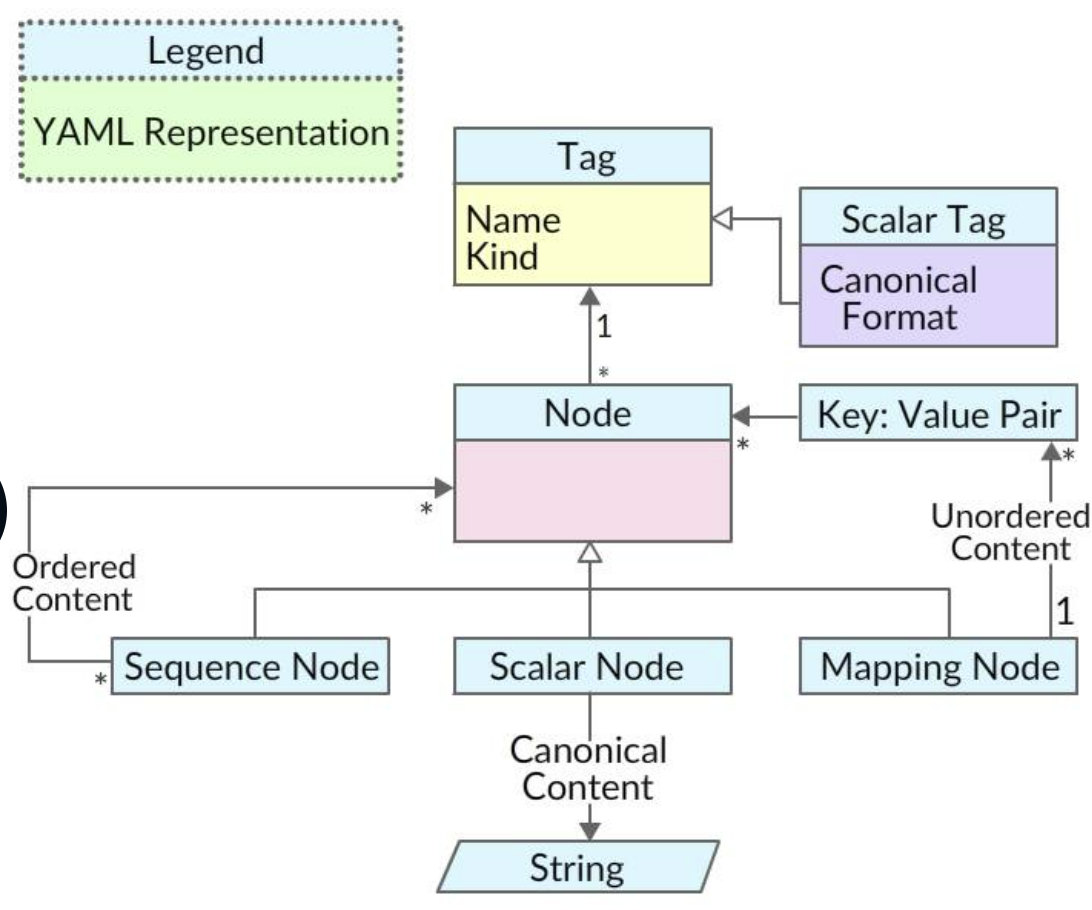 Legend
YAML Representation
Tag
Name
Kind
Scalar Tag
Canonical
Format
1
*
Node
Key: Value Pair
*
*
*
Unordered
Content
Ordered
Content
1
Sequence Node
*
Scalar Node
Mapping Node
Canonical
Content
String